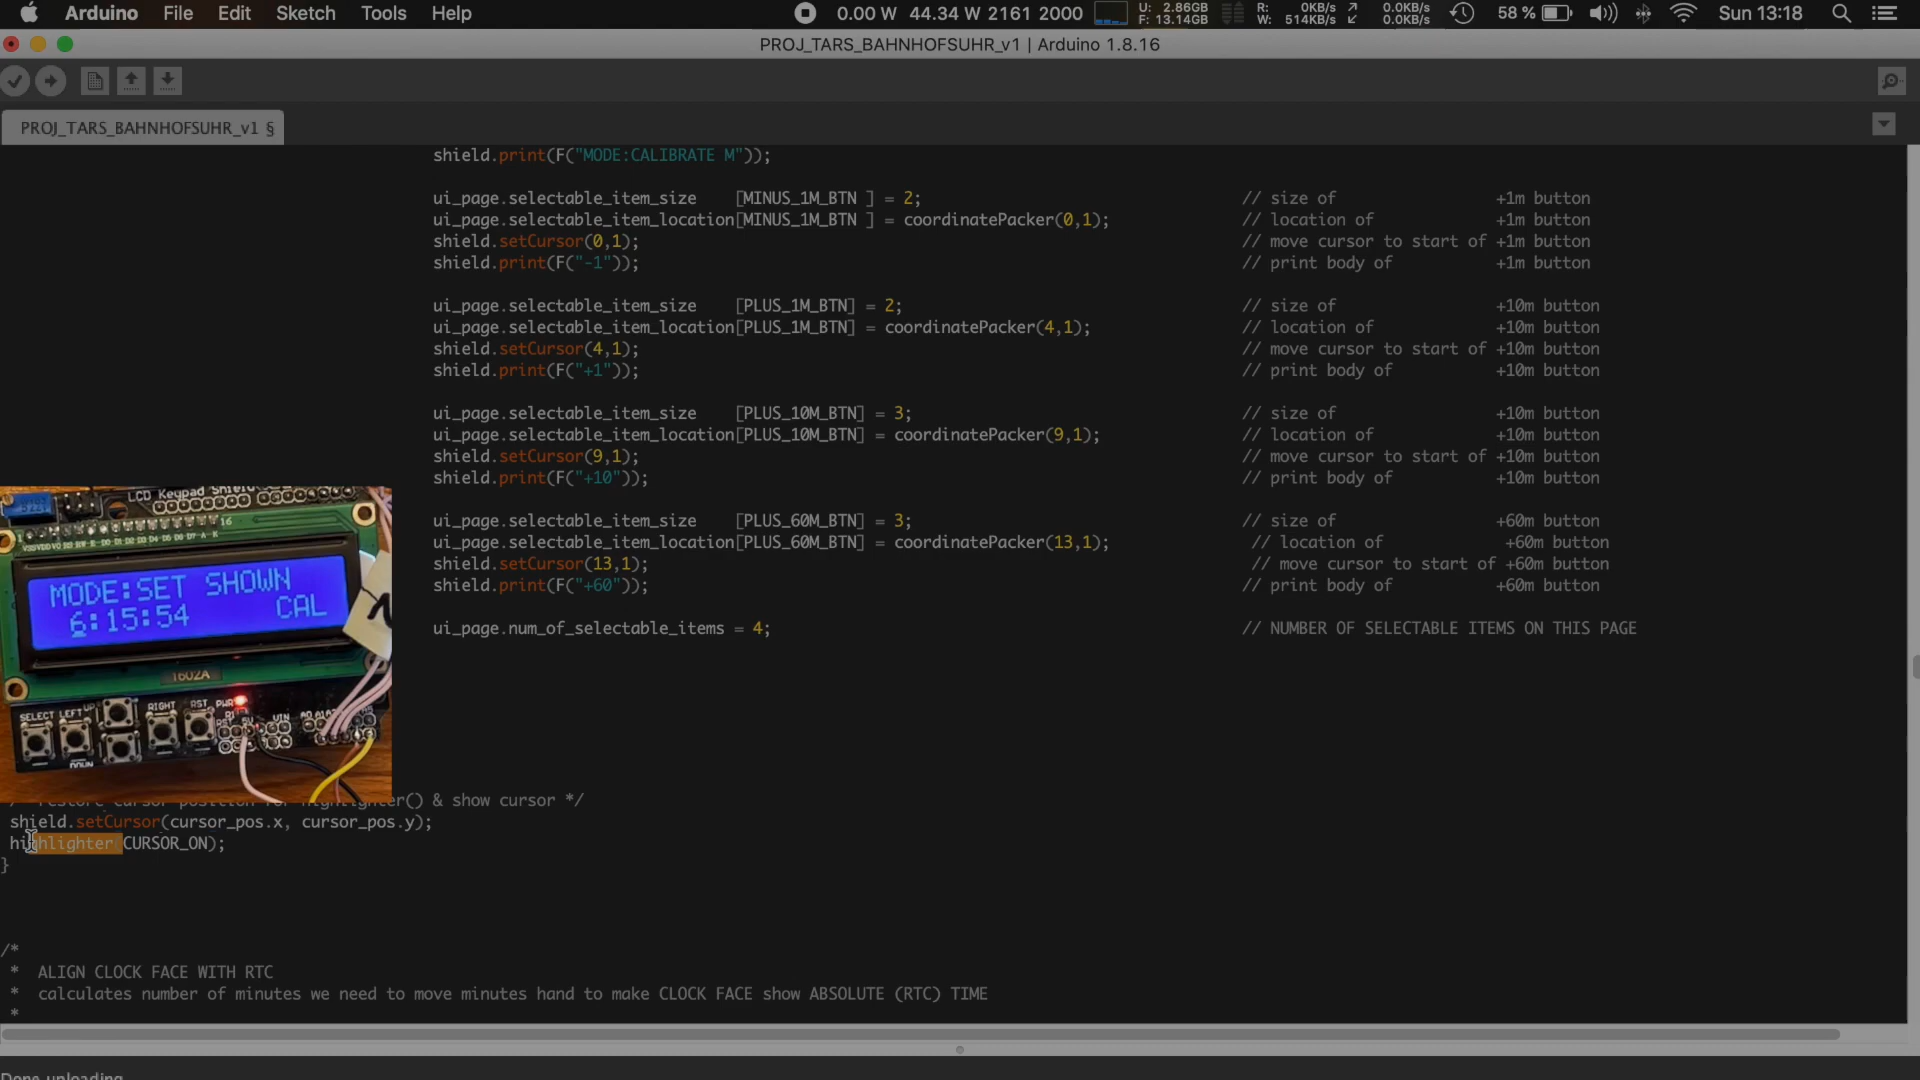 Arduino File Edit Sketch Tools Help 0.00 W 44.34 W 2161 2000 U: 2.86GB F: 13.14GB R: 0KB/s W: 514KB/s 0.0KB/s 0.0KB/s 58 % Sun 13:18
PROJ_TARS_BAHNHOFSUHR_v1 | Arduino 1.8.16
PROJ_TARS_BAHNHOFSUHR_v1 §
shield.print(F("MODE:CALIBRATE M"));
ui_page.selectable_item_size [MINUS_1M_BTN ] = 2; // size of +1m button
ui_page.selectable_item_location[MINUS_1M_BTN ] = coordinatePacker(0,1); // location of +1m button
shield.setCursor(0,1); // move cursor to start of +1m button
shield.print(F("-1")); // print body of +1m button
ui_page.selectable_item_size [PLUS_1M_BTN] = 2; // size of +10m button
ui_page.selectable_item_location[PLUS_1M_BTN] = coordinatePacker(4,1); // location of +10m button
shield.setCursor(4,1); // move cursor to start of +10m button
shield.print(F("+1")); // print body of +10m button
ui_page.selectable_item_size [PLUS_10M_BTN] = 3; // size of +10m button
ui_page.selectable_item_location[PLUS_10M_BTN] = coordinatePacker(9,1); // location of +10m button
shield.setCursor(9,1); // move cursor to start of +10m button
shield.print(F("+10")); // print body of +10m button
ui_page.selectable_item_size [PLUS_60M_BTN] = 3; // size of +60m button
ui_page.selectable_item_location[PLUS_60M_BTN] = coordinatePacker(13,1); // location of +60m button
shield.setCursor(13,1); // move cursor to start of +60m button
shield.print(F("+60")); // print body of +60m button
ui_page.num_of_selectable_items = 4; // NUMBER OF SELECTABLE ITEMS ON THIS PAGE
LCD Keypad Shield
16
MODE:SET SHOWN
6:15:54 CAL
1602A
SELECT LEFT UP RIGHT RST PWR
DOWN
RST 5V VIN
/* restore cursor position for highlighter() & show cursor */
shield.setCursor(cursor_pos.x, cursor_pos.y);
highlighter(CURSOR_ON);
}
/*
* ALIGN CLOCK FACE WITH RTC
* calculates number of minutes we need to move minutes hand to make CLOCK FACE show ABSOLUTE (RTC) TIME
*
Done uploading